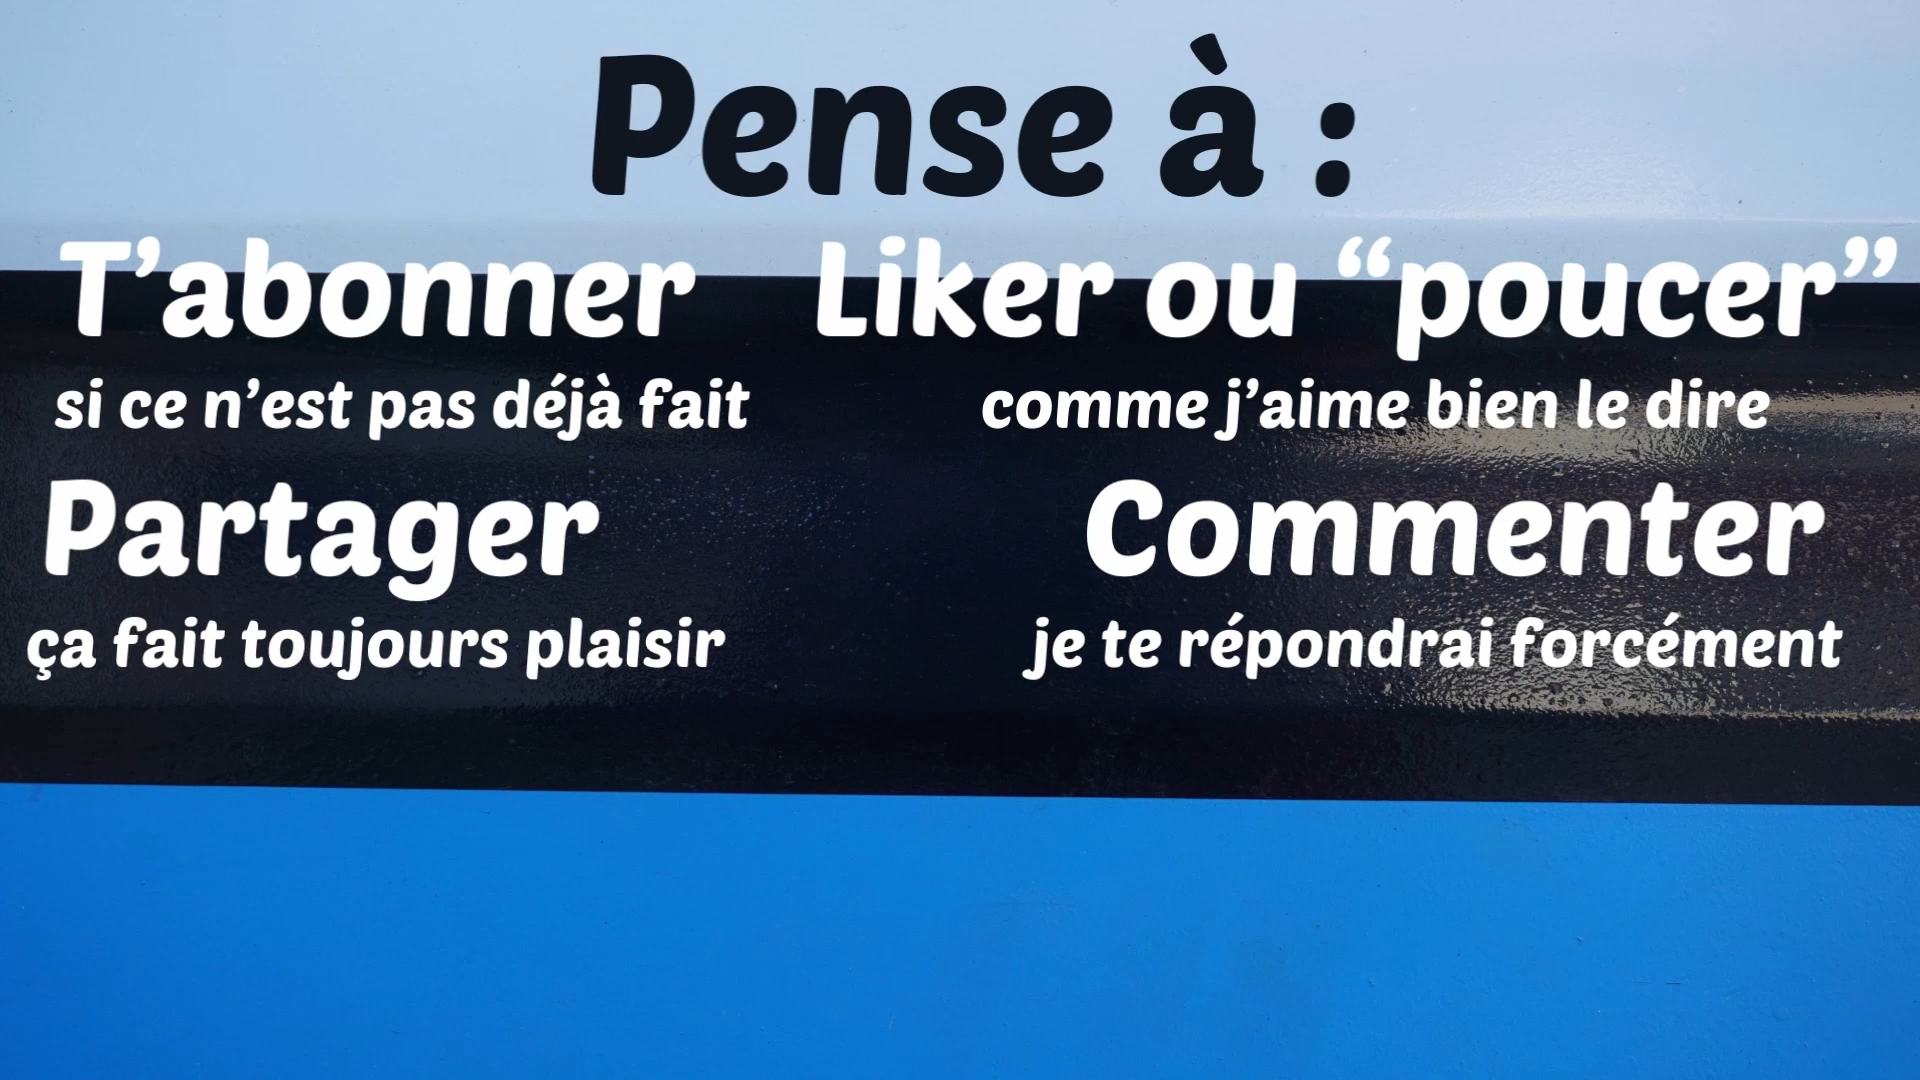 Pense à :
T’abonner
si ce n’est pas déjà fait
Liker ou “poucer”
comme j’aime bien le dire
Partager
ça fait toujours plaisir
Commenter
je te répondrai forcément